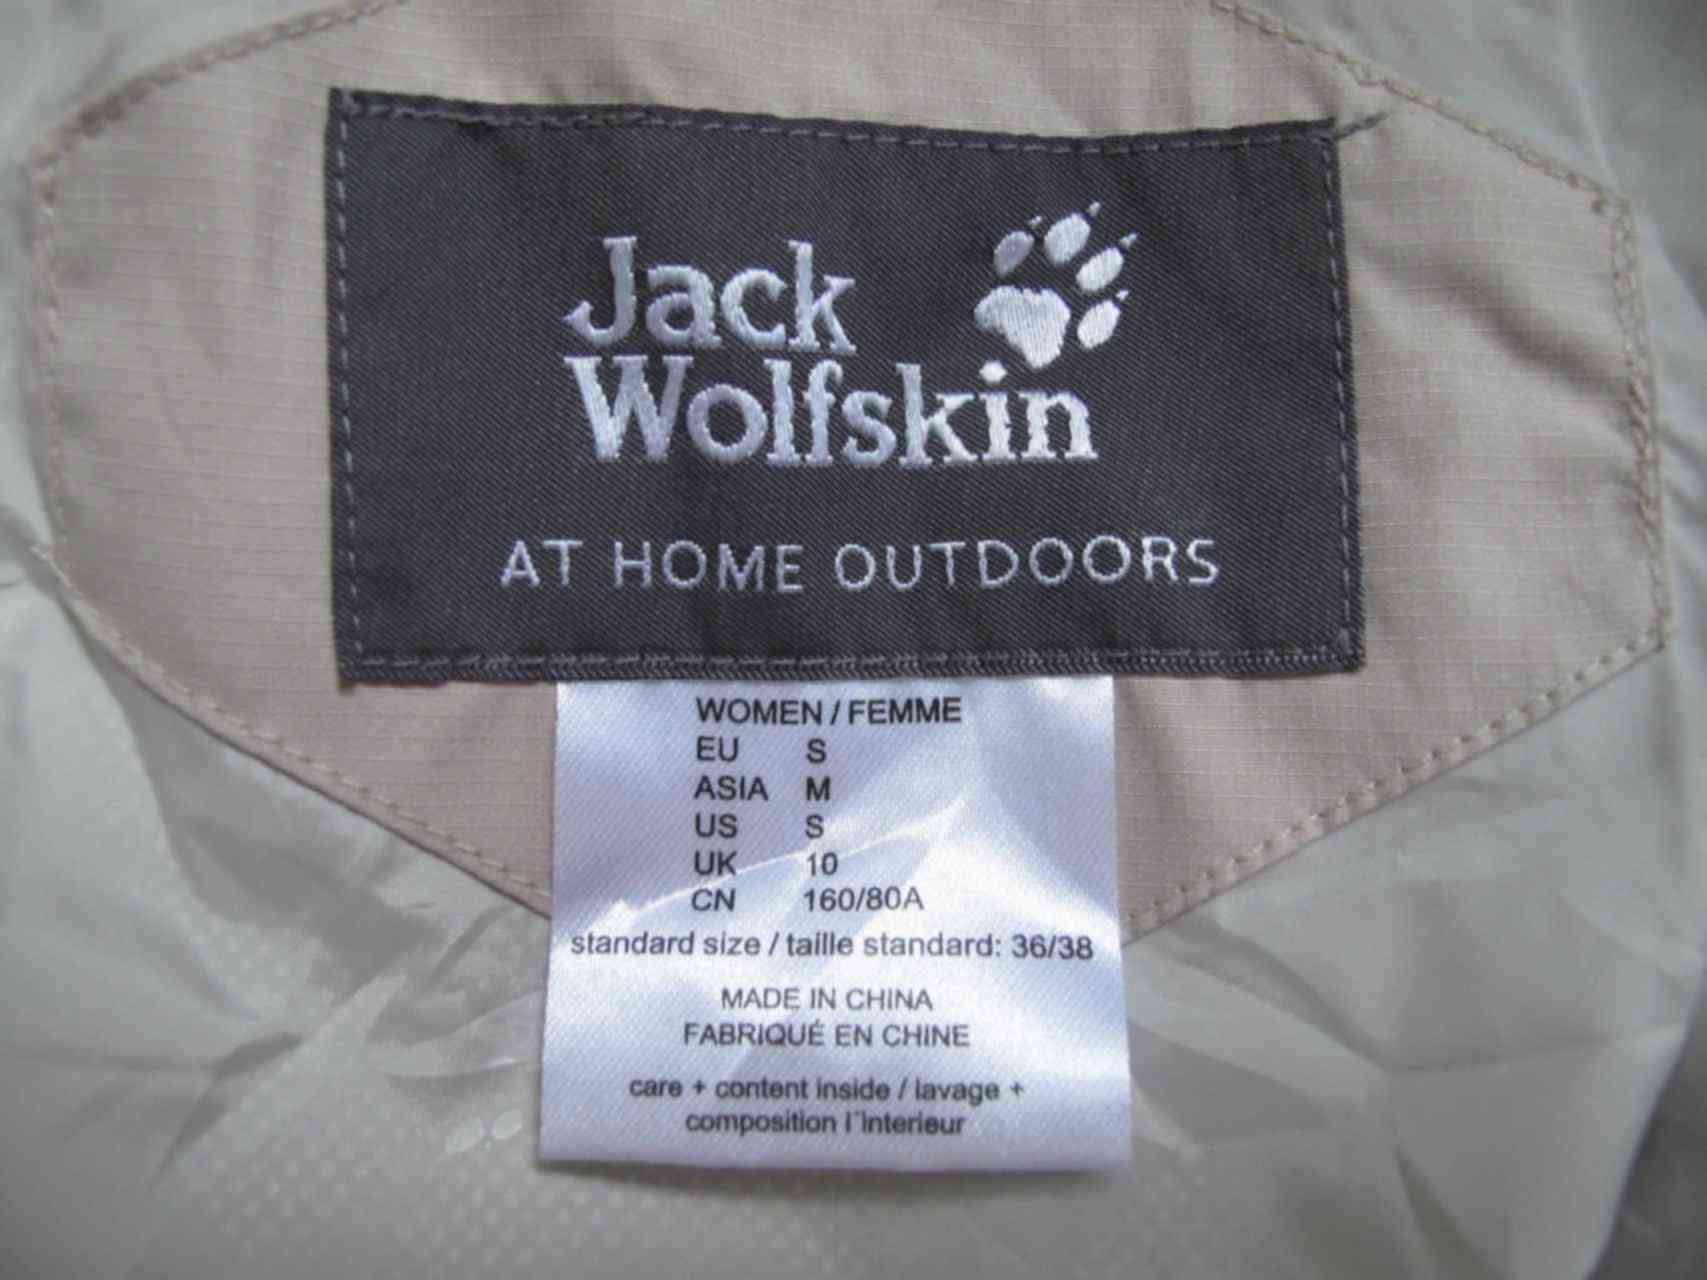 Jack
Wolfskin
AT HOME OUTDOORS
WOMEN / FEMME
EU S
ASIA M
US S
UK 10
CN 160/80A
standard size / taille standard: 36/38
MADE IN CHINA
FABRIQUÉ EN CHINE
care + content inside / lavage +
composition l´interieur